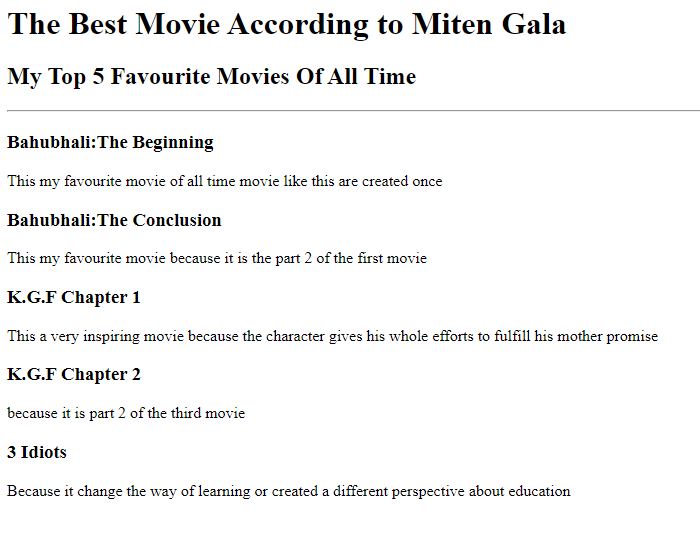 The Best Movie According to Miten Gala
My Top 5 Favourite Movies Of All Time
Bahubhali:The Beginning
This my favourite movie of all time movie like this are created once
Bahubhali:The Conclusion
This my favourite movie because it is the part 2 of the first movie
K.G.F Chapter 1
This a very inspiring movie because the character gives his whole efforts to fulfill his mother promise
K.G.F Chapter 2
because it is part 2 of the third movie
3 Idiots
Because it change the way of learning or created a different perspective about education